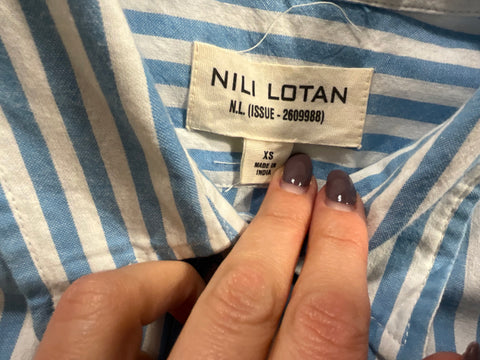 NILI LOTAN
N.L. (ISSUE - 2609988)
XS
MADE IN
INDIA